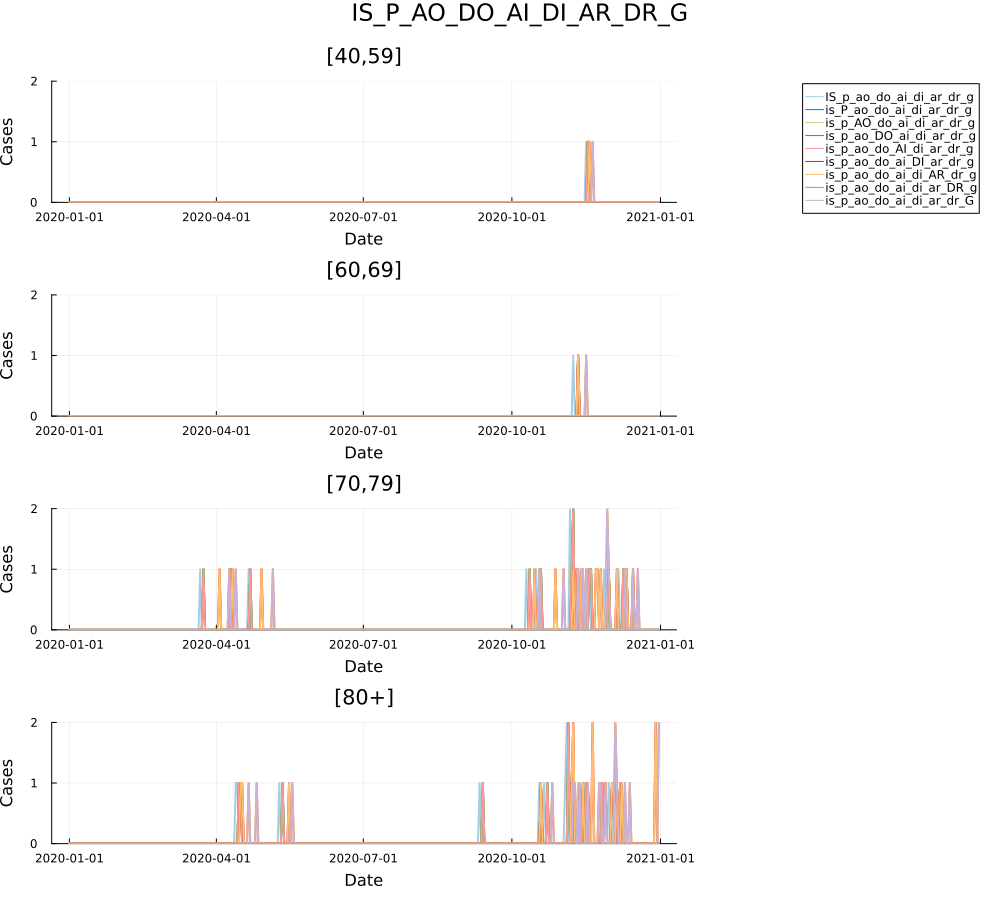 IS_P_AO_DO_AI_DI_AR_DR_G
[40,59]
2
1
0
Cases
2020-01-01 2020-04-01 2020-07-01 2020-10-01 2021-01-01
Date
IS_p_ao_do_ai_di_ar_dr_g
is_P_ao_do_ai_di_ar_dr_g
is_p_AO_do_ai_di_ar_dr_g
is_p_ao_DO_ai_di_ar_dr_g
is_p_ao_do_AI_di_ar_dr_g
is_p_ao_do_ai_DI_ar_dr_g
is_p_ao_do_ai_di_AR_dr_g
is_p_ao_do_ai_di_ar_DR_g
is_p_ao_do_ai_di_ar_dr_G
[60,69]
2
1
0
Cases
2020-01-01 2020-04-01 2020-07-01 2020-10-01 2021-01-01
Date
[70,79]
2
1
0
Cases
2020-01-01 2020-04-01 2020-07-01 2020-10-01 2021-01-01
Date
[80+]
2
1
0
Cases
2020-01-01 2020-04-01 2020-07-01 2020-10-01 2021-01-01
Date